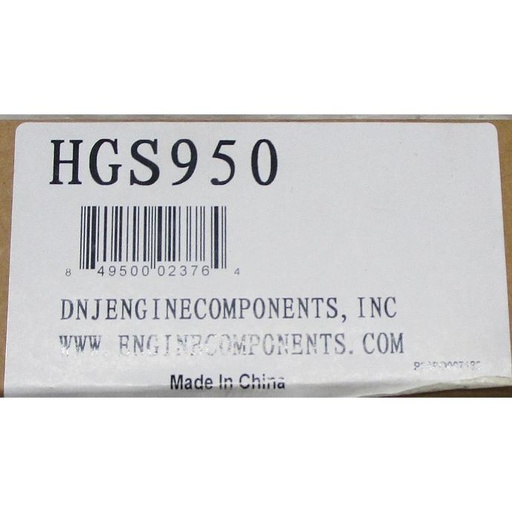 HGS950
8 49500 02376 4
DNJENGINECOMPONENTS, INC
WWW.ENGINECOMPONENTS.COM
Made In China